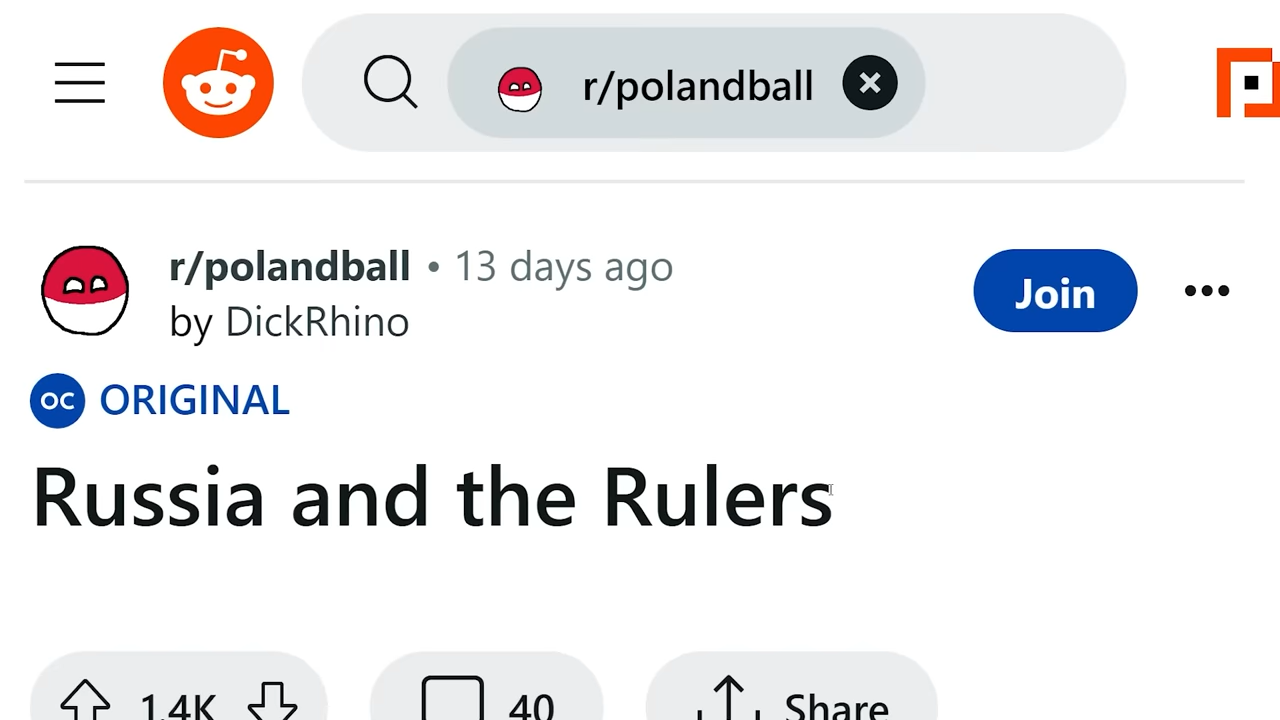 r/polandball
r/polandball • 13 days ago
Join
by DickRhino
OC ORIGINAL
Russia and the Rulers
1.4K
40
Share